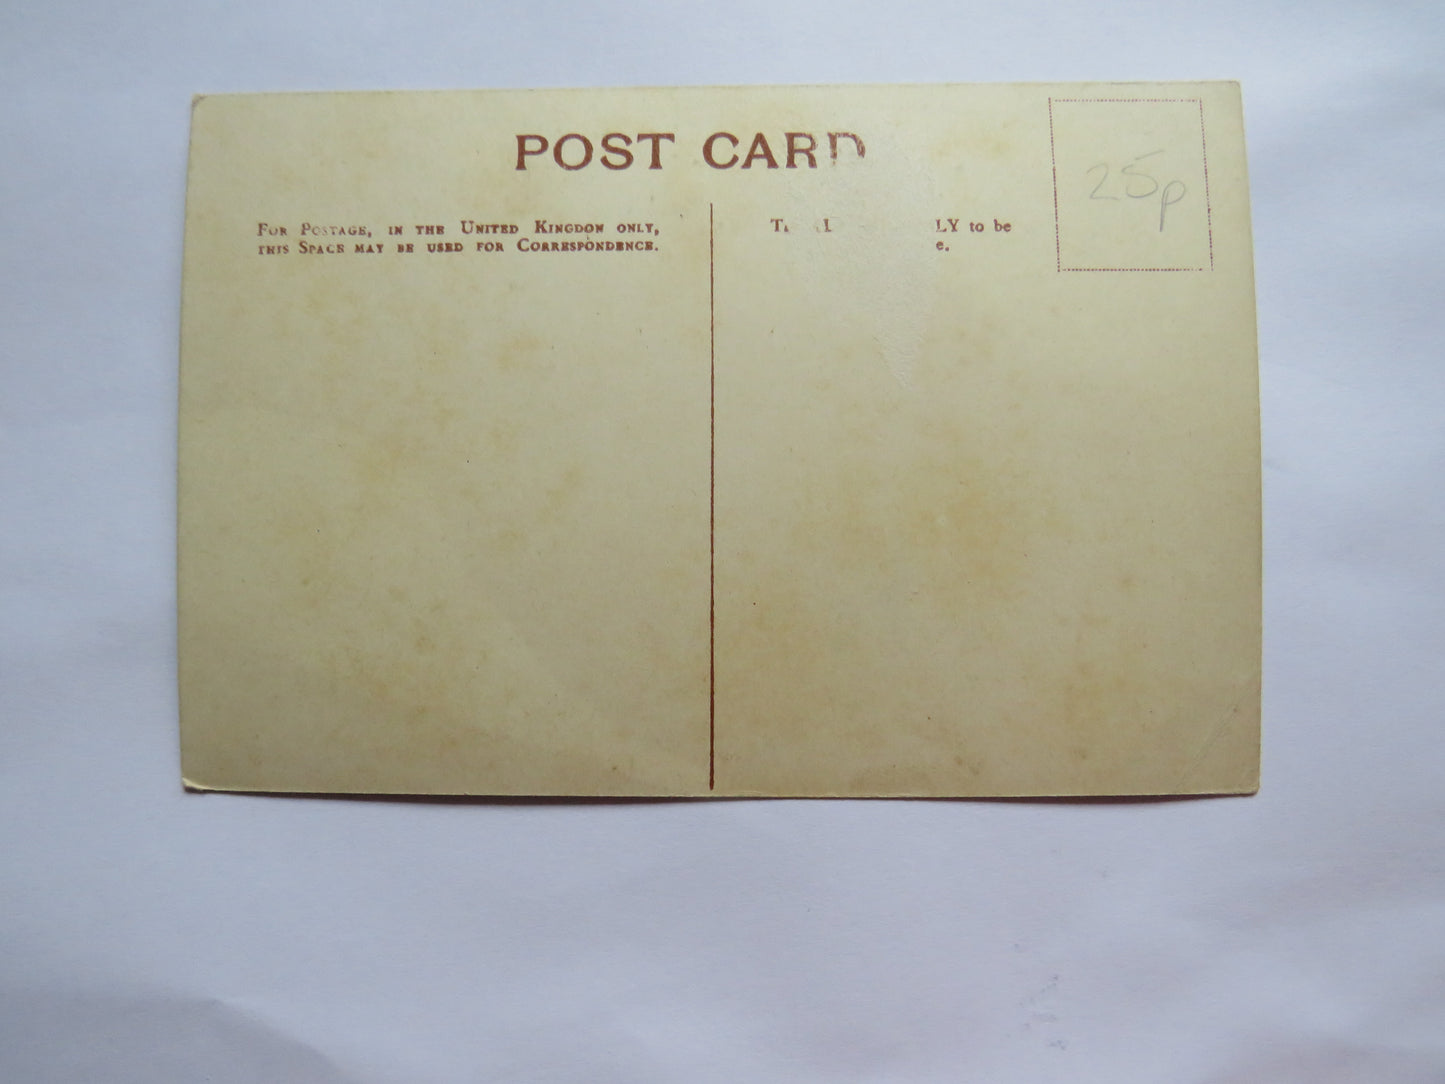 POST CARD
25p
FOR POSTAGE, IN THE UNITED KINGDOM ONLY,
THIS SPACE MAY BE USED FOR CORRESPONDENCE.
to be